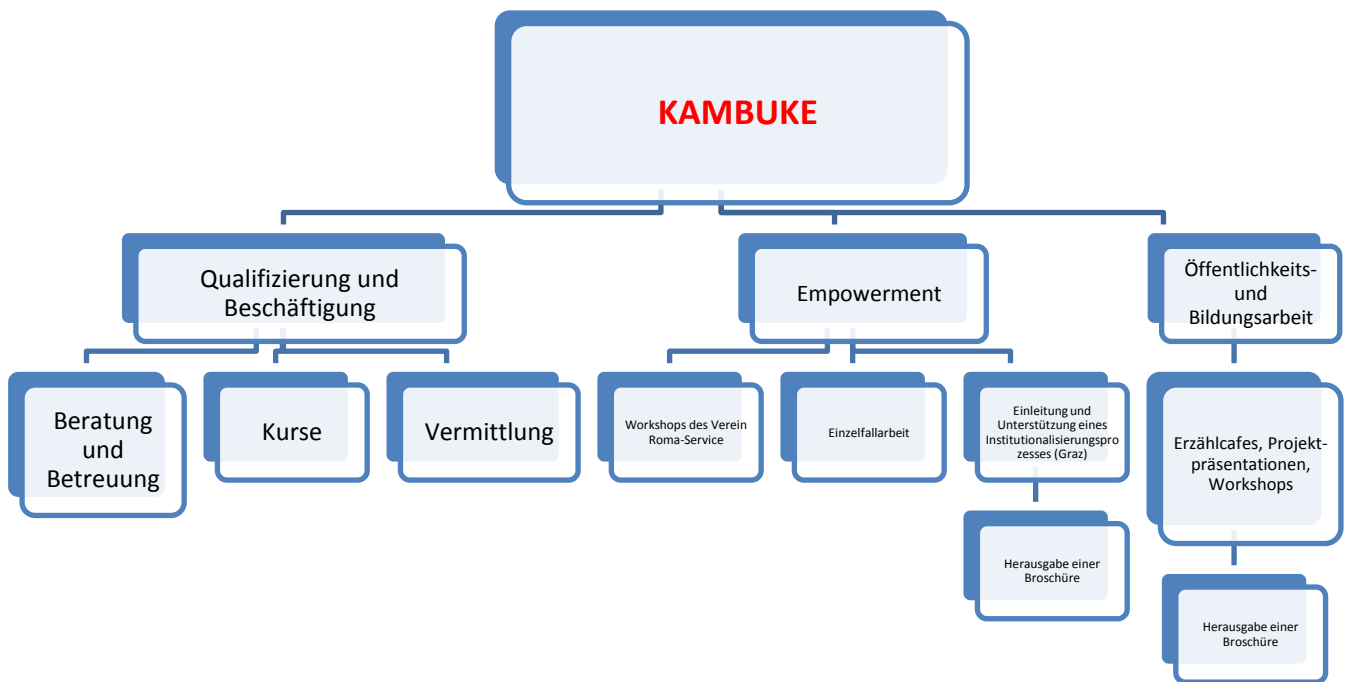 KAMBUKE
Qualifizierung und
Beschäftigung
Empowerment
Öffentlichkeits-
und
Bildungsarbeit
Beratung
und
Betreuung
Kurse
Vermittlung
Workshops des Verein
Roma-Service
Einzelfallarbeit
Einleitung und
Unterstützung eines
Institutionalisierungspro
zesses (Graz)
Erzählcafes, Projekt-
präsentationen,
Workshops
Herausgabe einer
Broschüre
Herausgabe einer
Broschüre